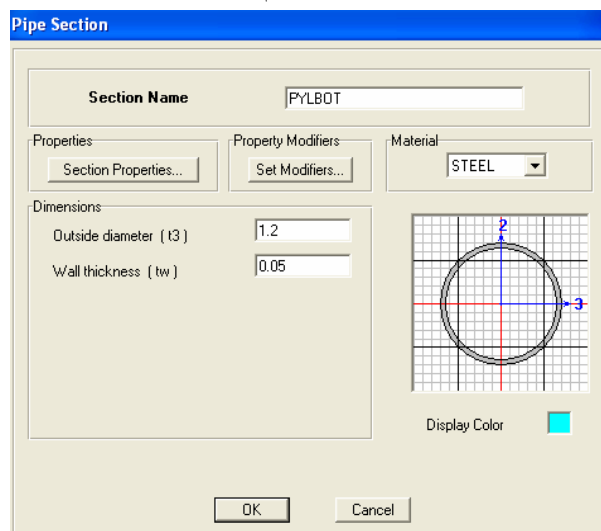 Pipe Section
Section Name PYLBOT
Properties Property Modifiers Material
Section Properties... Set Modifiers... STEEL
Dimensions
Outside diameter ( t3 ) 1.2
Wall thickness ( tw ) 0.05
2
3
Display Color
OK Cancel